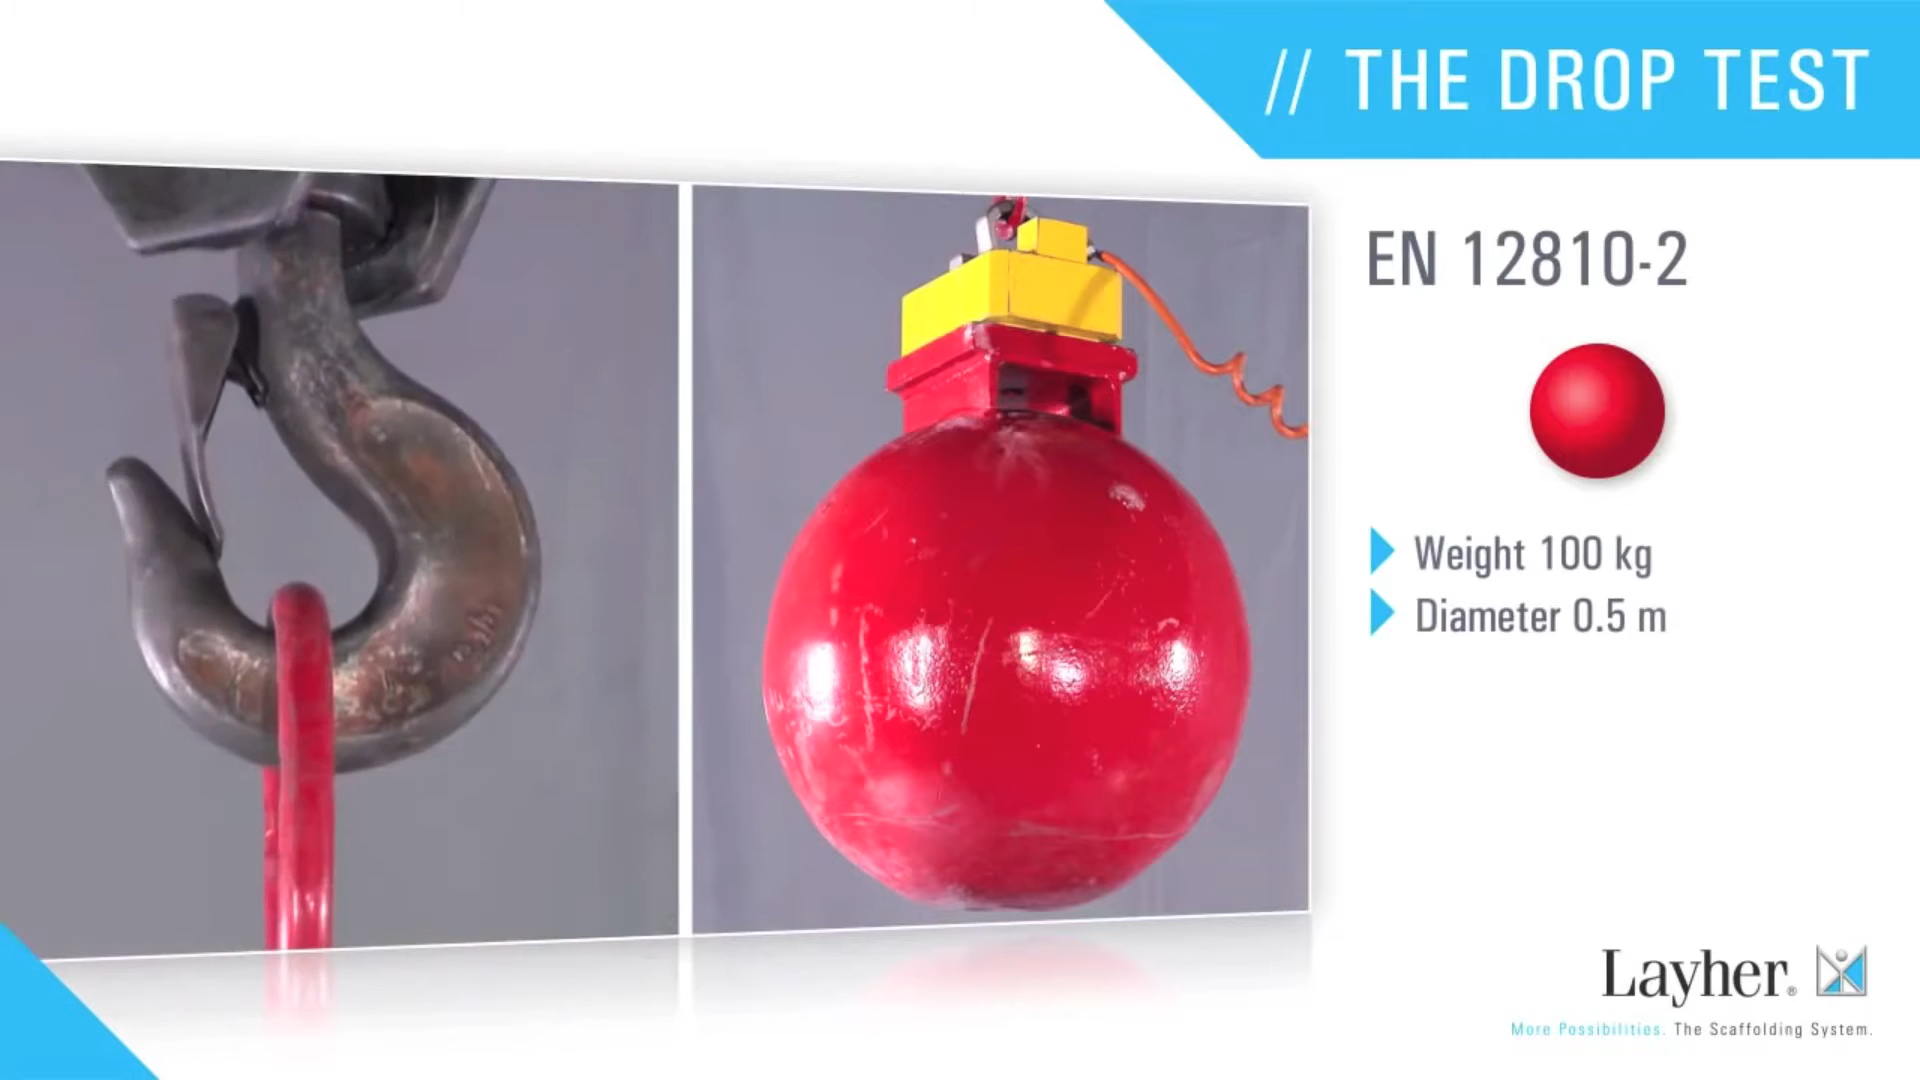 // THE DROP TEST
EN 12810-2
Weight 100 kg
Diameter 0.5 m
Layher®
More Possibilities. The Scaffolding System.